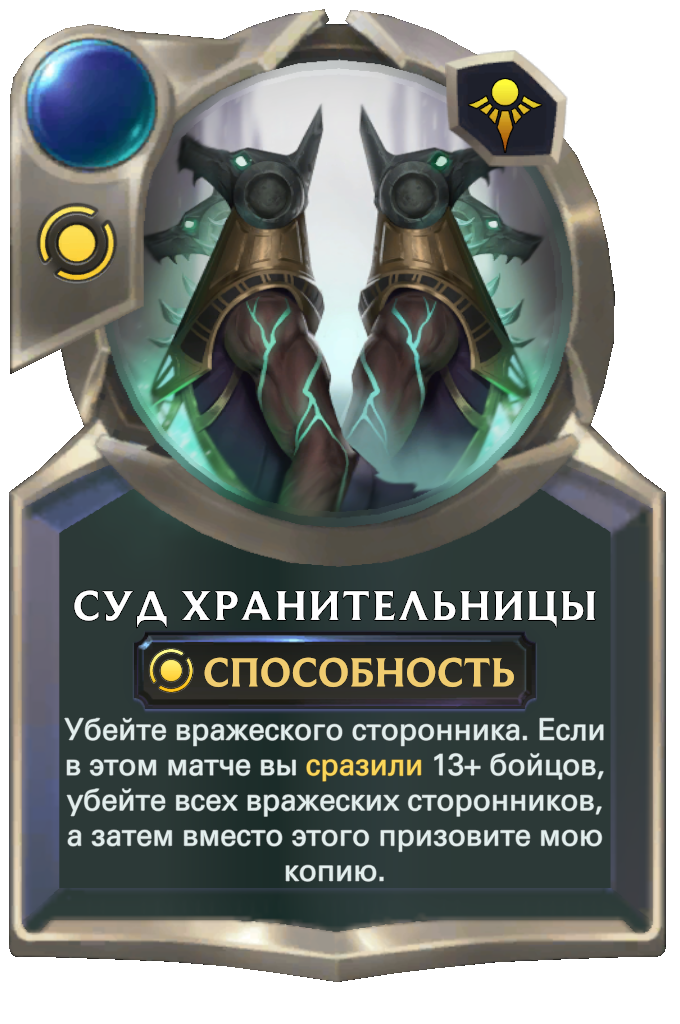 СУД ХРАНИТЕЛЬНИЦЫ
СПОСОБНОСТЬ
Убейте вражеского сторонника. Если
в этом матче вы сразили 13+ бойцов,
убейте всех вражеских сторонников,
а затем вместо этого призовите мою
копию.